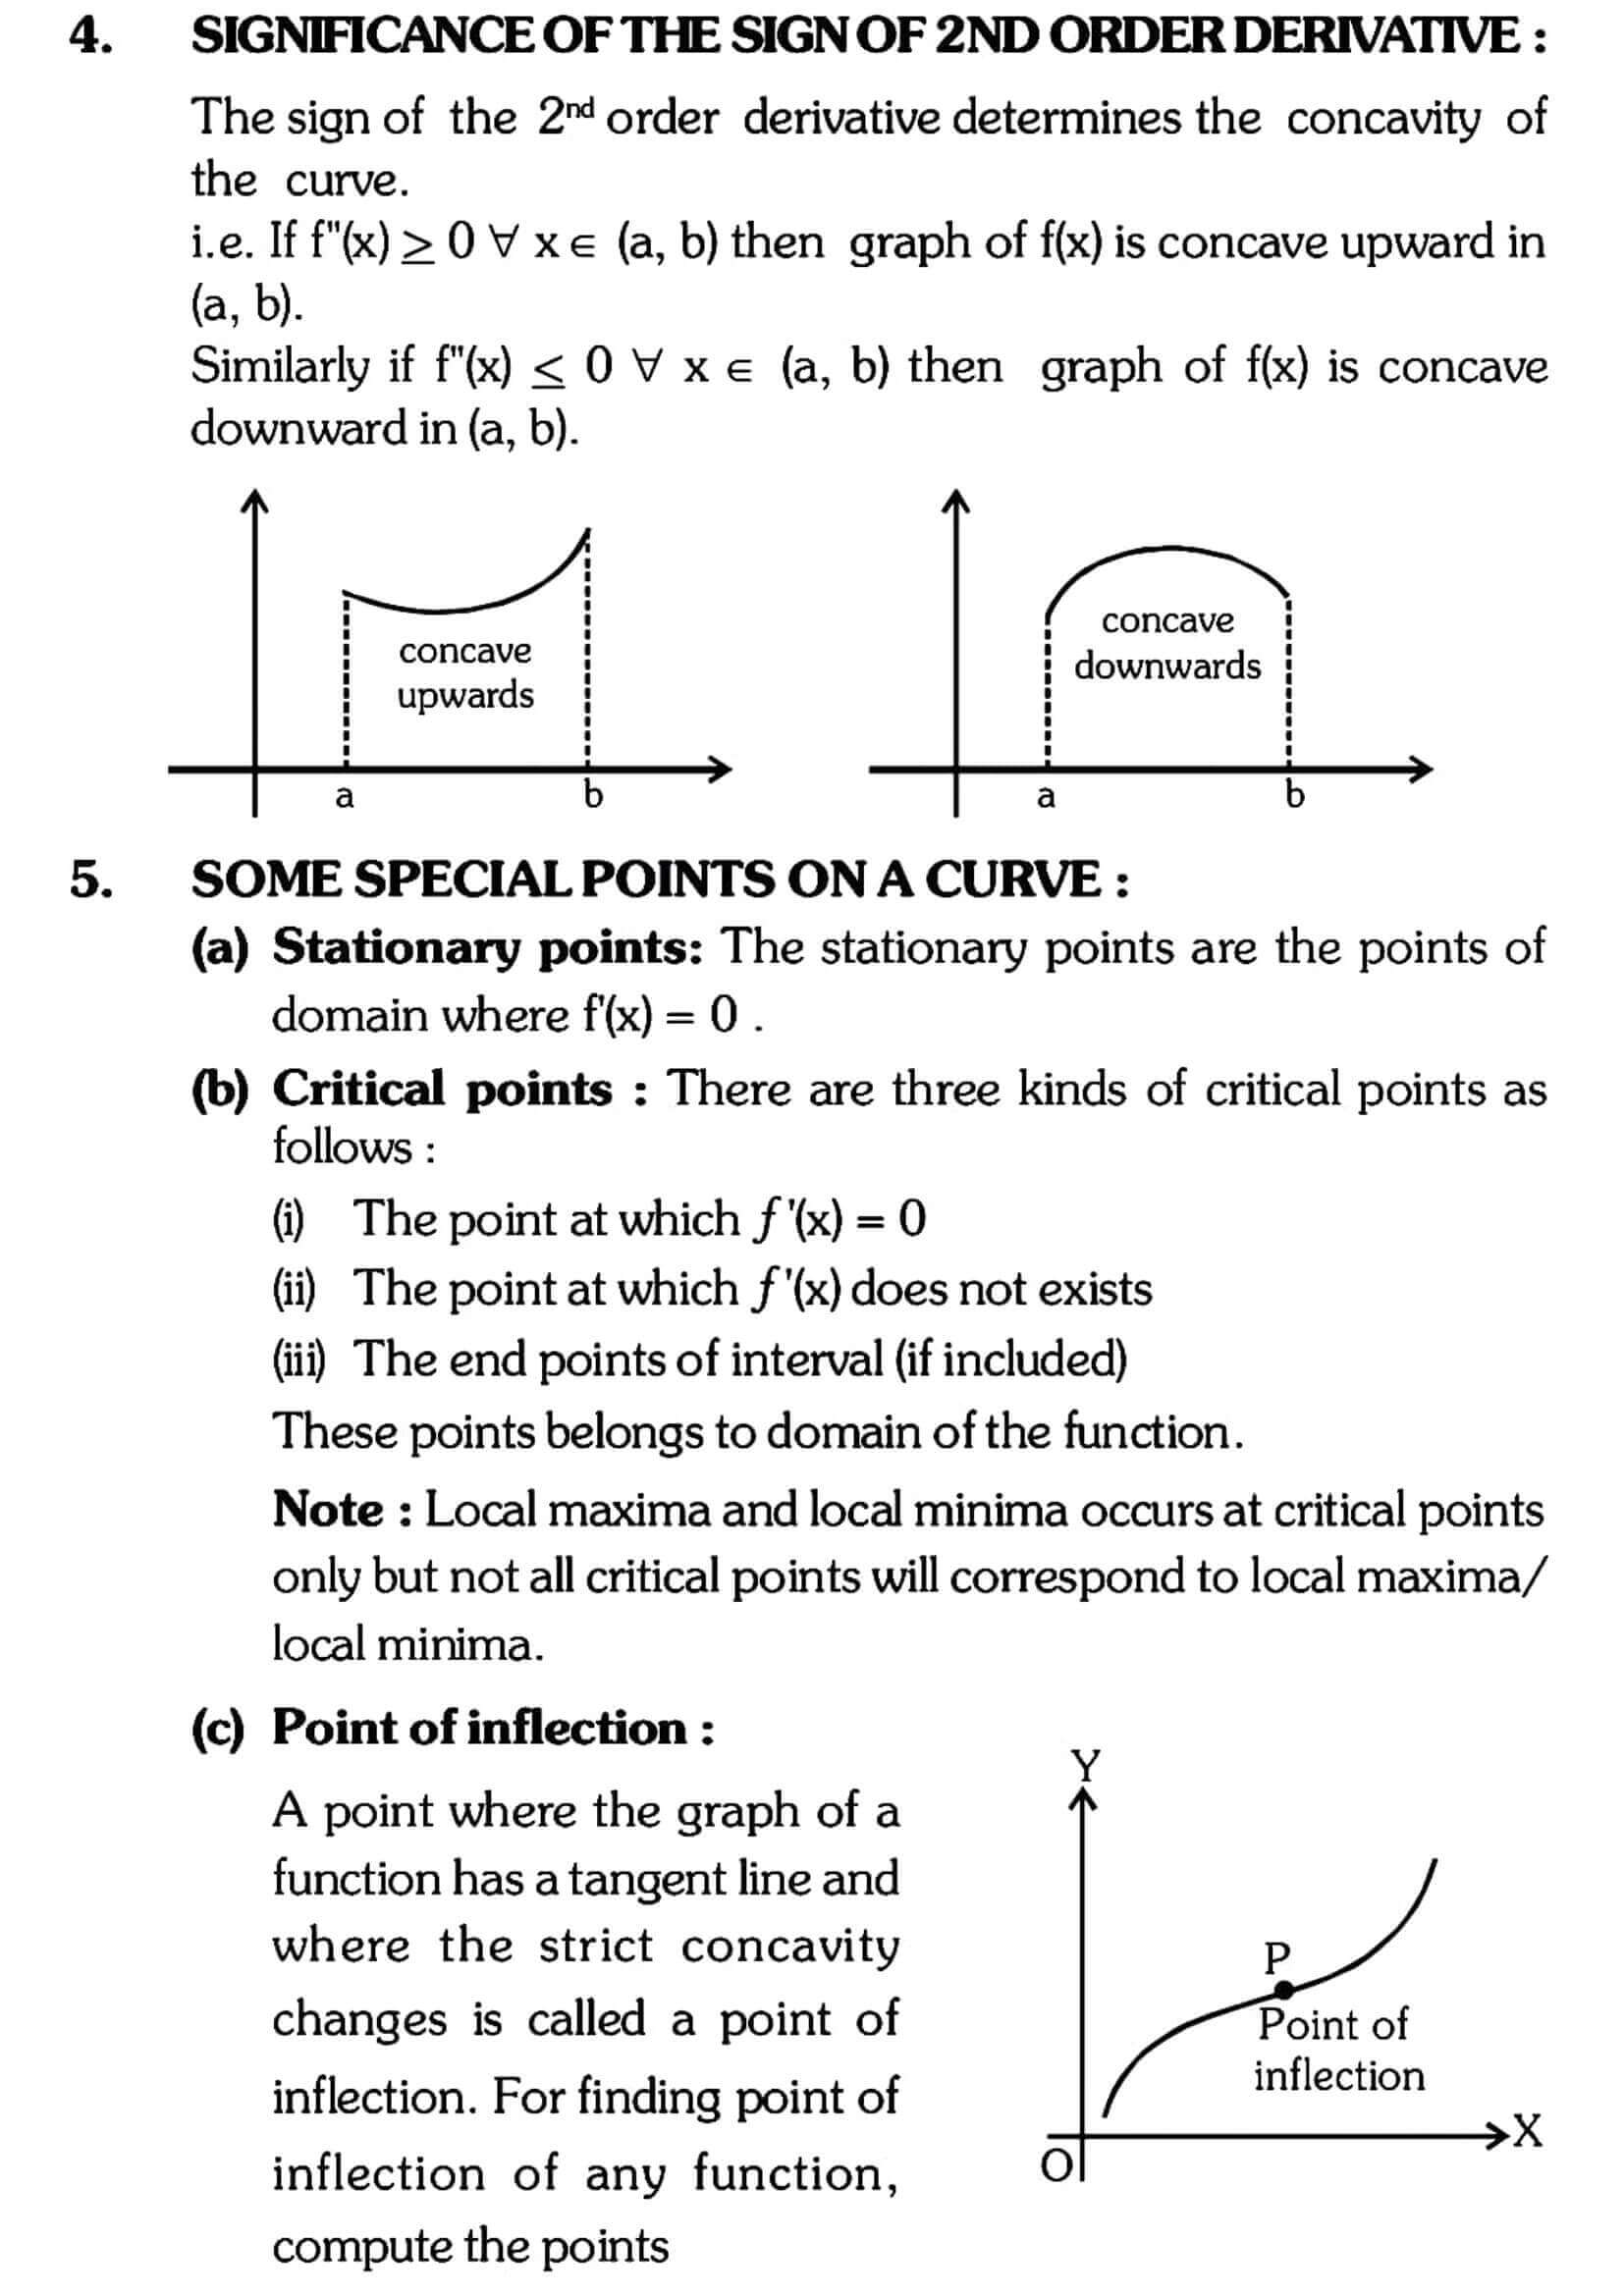 4. SIGNIFICANCE OF THE SIGN OF 2ND ORDER DERIVATIVE :
The sign of the 2nd order derivative determines the concavity of
the curve.
i.e. If f"(x) ≥ 0 ∀ x ∈ (a, b) then graph of f(x) is concave upward in
(a, b).
Similarly if f"(x) ≤ 0 ∀ x ∈ (a, b) then graph of f(x) is concave
downward in (a, b).
concave
upwards
a b
concave
downwards
a b
5. SOME SPECIAL POINTS ON A CURVE :
(a) Stationary points: The stationary points are the points of
domain where f'(x) = 0 .
(b) Critical points : There are three kinds of critical points as
follows :
(i) The point at which f '(x) = 0
(ii) The point at which f '(x) does not exists
(iii) The end points of interval (if included)
These points belongs to domain of the function.
Note : Local maxima and local minima occurs at critical points
only but not all critical points will correspond to local maxima/
local minima.
(c) Point of inflection :
A point where the graph of a
function has a tangent line and
where the strict concavity
changes is called a point of
inflection. For finding point of
inflection of any function,
compute the points
Y
P
Point of
inflection
X
O